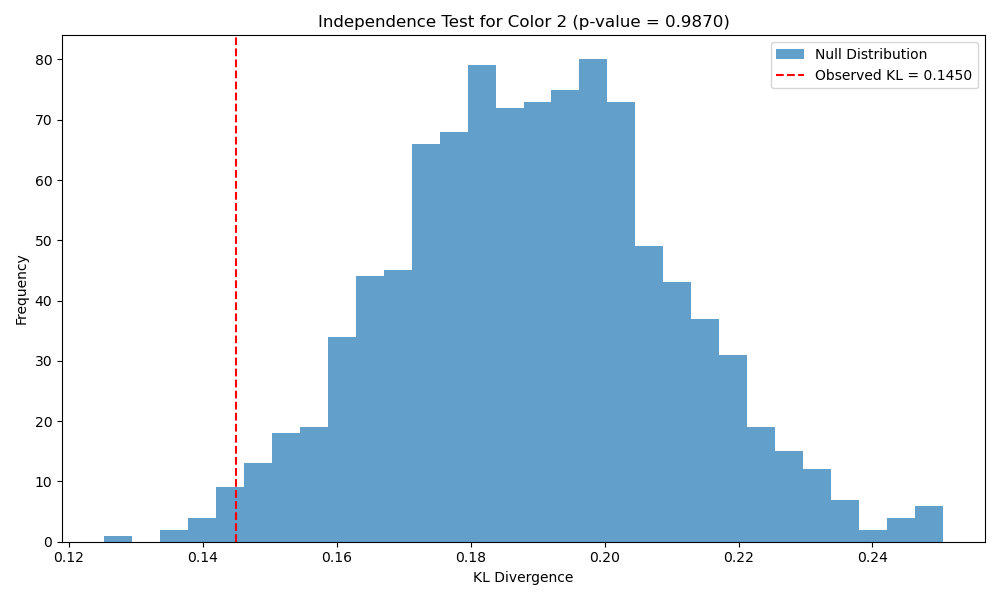 Independence Test for Color 2 (p-value = 0.9870)
Null Distribution
Observed KL = 0.1450
80
70
60
50
40
30
20
10
0
Frequency
0.12 0.14 0.16 0.18 0.20 0.22 0.24
KL Divergence